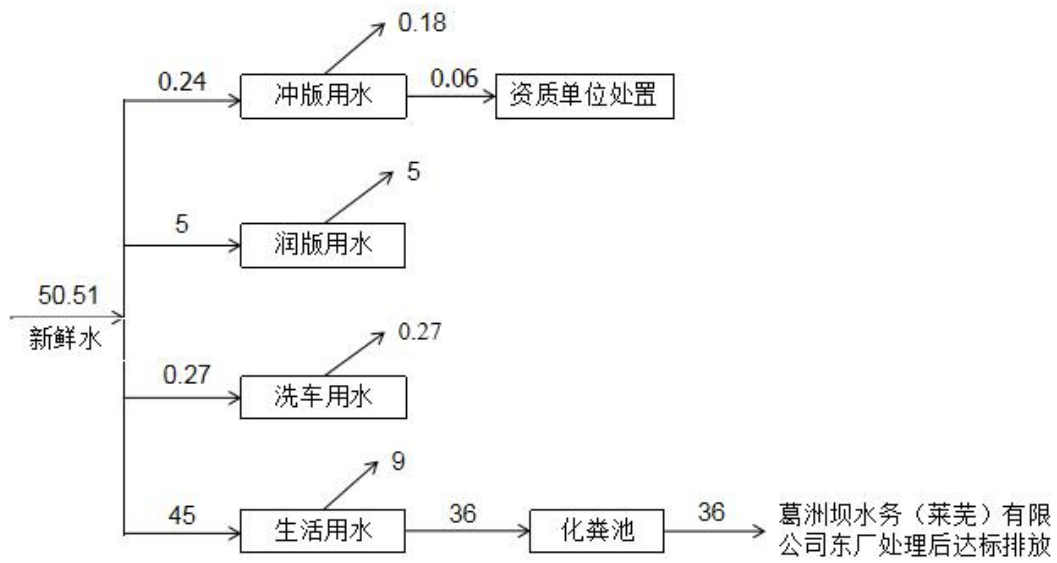 0.18
0.24
冲版用水
0.06
资质单位处置
5
5
润版用水
50.51
新鲜水
0.27
0.27
洗车用水
9
45
生活用水
36
化粪池
36
葛洲坝水务（莱芜）有限
公司东厂处理后达标排放